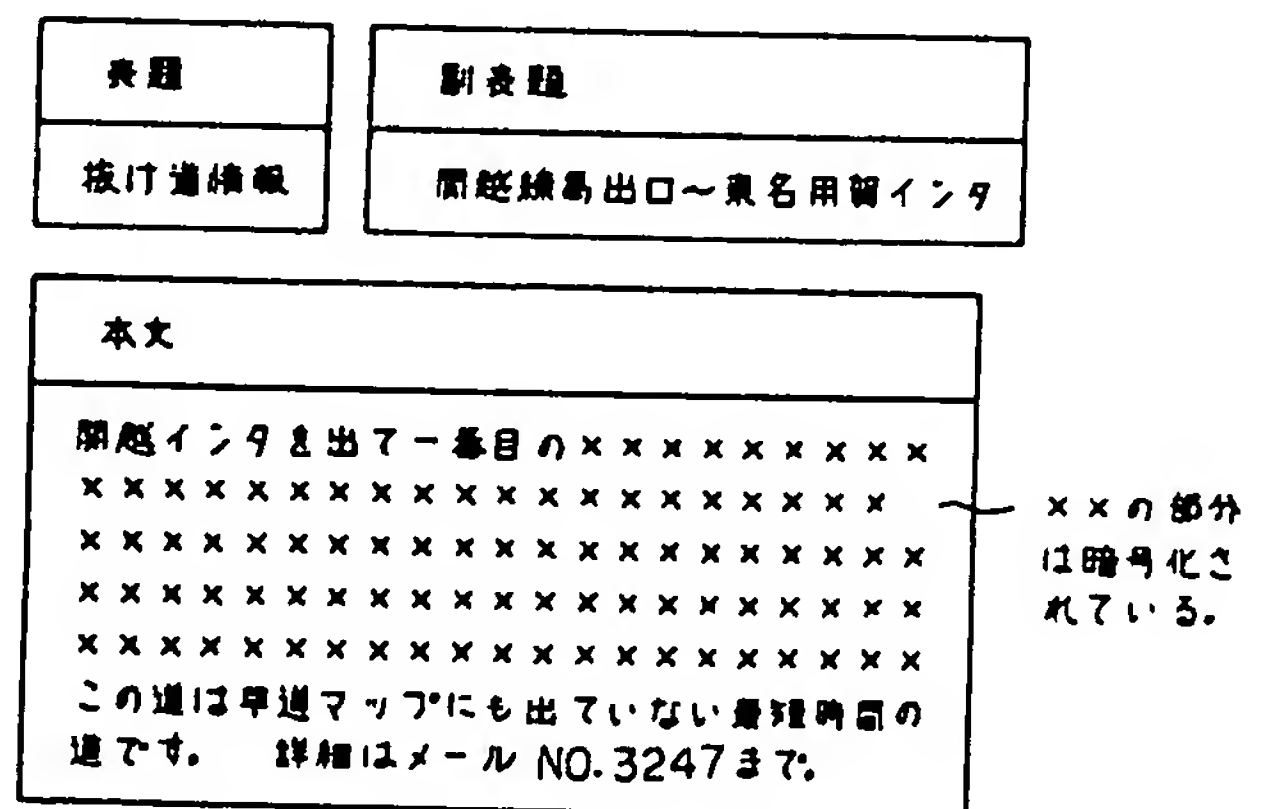 表題
副表題
抜け道情報
関越練馬出口～東名用賀インタ
本文
関越インタを出て一番目の×××××××××
××××××××××××××××××××
×××××××××××××××××××××
×××××××××××××××××××××
×××××××××××××××××××××
この道は早道マップにも出ていない最短時間の
道です。 詳細はメールNO.3247まで。
××の部分
は暗号化さ
れている。